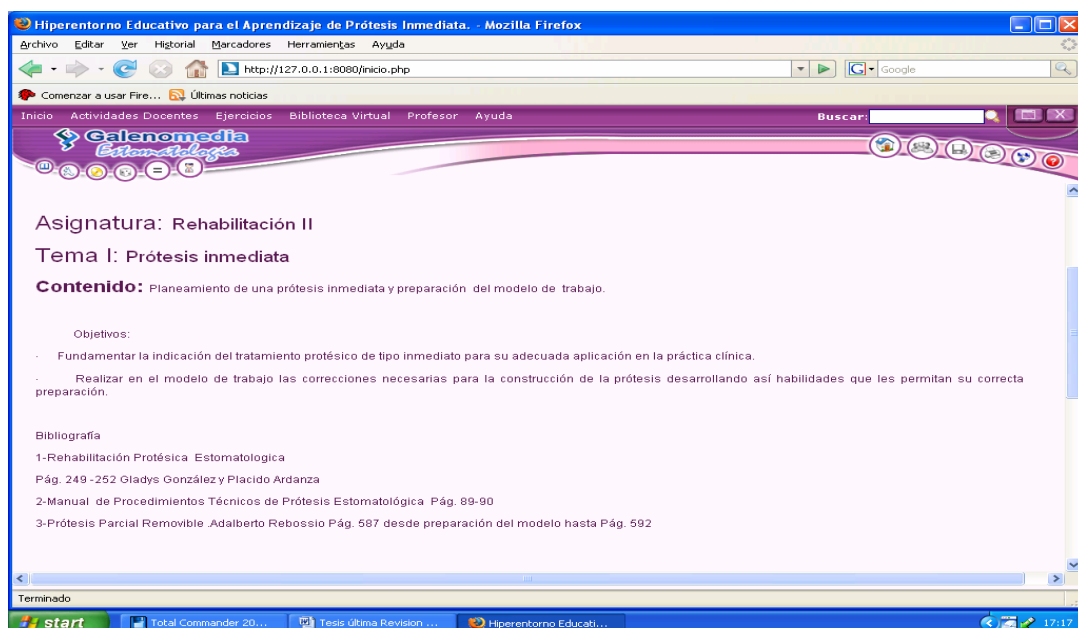 Hiperentorno Educativo para el Aprendizaje de Prótesis Inmediata. - Mozilla Firefox
Archivo Editar Ver Historial Marcadores Herramientas Ayuda
http://127.0.0.1:8080/inicio.php
Google
Comenzar a usar Fire... Últimas noticias
Inicio Actividades Docentes Ejercicios Biblioteca Virtual Profesor Ayuda Buscar:
Galenomedia
Estomatología
Asignatura: Rehabilitación II
Tema I: Prótesis inmediata
Contenido: Planeamiento de una prótesis inmediata y preparación del modelo de trabajo.
Objetivos:
· Fundamentar la indicación del tratamiento protésico de tipo inmediato para su adecuada aplicación en la práctica clínica.
· Realizar en el modelo de trabajo las correcciones necesarias para la construcción de la prótesis desarrollando así habilidades que les permitan su correcta
preparación.
Bibliografía
1-Rehabilitación Protésica Estomatologica
Pág. 249 -252 Gladys González y Placido Ardanza
2-Manual de Procedimientos Técnicos de Prótesis Estomatológica Pág. 89-90
3-Prótesis Parcial Removible .Adalberto Rebossio Pág. 587 desde preparación del modelo hasta Pág. 592
Terminado
start Total Commander 20... Tesis última Revision ... Hiperentorno Educati... 17:17